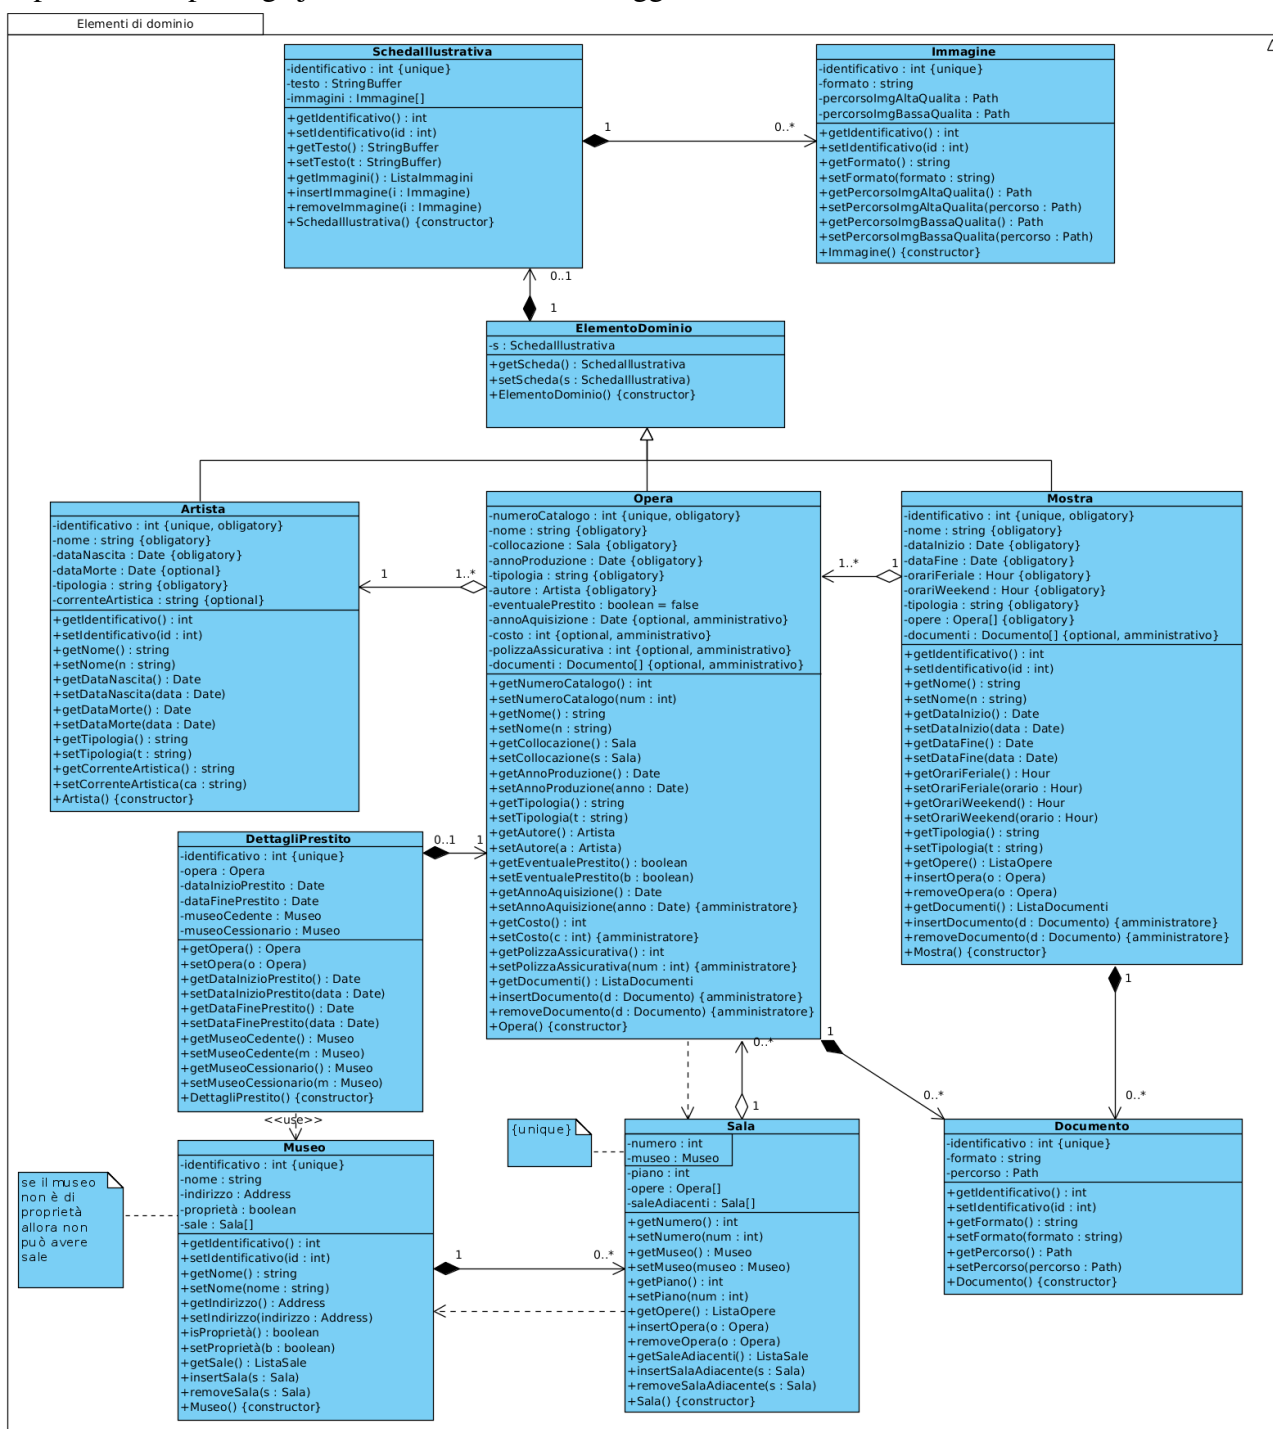 Elementi di dominio
SchedaIllustrativa
-identificativo : int {unique}
-testo : StringBuffer
-immagini : Immagine[]
+getIdentificativo() : int
+setIdentificativo(id : int)
+getTesto() : StringBuffer
+setTesto(t : StringBuffer)
+getImmagini() : ListaImmagini
+insertImmagine(i : Immagine)
+removeImmagine(i : Immagine)
+SchedaIllustrativa() {constructor}
1
0..*
Immagine
-identificativo : int {unique}
-formato : string
-percorsoImgAltaQualita : Path
-percorsoImgBassaQualita : Path
+getIdentificativo() : int
+setIdentificativo(id : int)
+getFormato() : string
+setFormato(formato : string)
+getPercorsoImgAltaQualita() : Path
+setPercorsoImgAltaQualita(percorso : Path)
+getPercorsoImgBassaQualita() : Path
+setPercorsoImgBassaQualita(percorso : Path)
+Immagine() {constructor}
0..1
1
ElementoDominio
-s : SchedaIllustrativa
+getScheda() : SchedaIllustrativa
+setScheda(s : SchedaIllustrativa)
+ElementoDominio() {constructor}
Artista
-identificativo : int {unique, obligatory}
-nome : string {obligatory}
-dataNascita : Date {obligatory}
-dataMorte : Date {optional}
-tipologia : string {obligatory}
-correnteArtistica : string {optional}
+getIdentificativo() : int
+setIdentificativo(id : int)
+getNome() : string
+setNome(n : string)
+getDataNascita() : Date
+setDataNascita(data : Date)
+getDataMorte() : Date
+setDataMorte(data : Date)
+getTipologia() : string
+setTipologia(t : string)
+getCorrenteArtistica() : string
+setCorrenteArtistica(ca : string)
+Artista() {constructor}
1
1..*
Opera
-numeroCatalogo : int {unique, obligatory}
-nome : string {obligatory}
-collocazione : Sala {obligatory}
-annoProduzione : Date {obligatory}
-tipologia : string {obligatory}
-autore : Artista {obligatory}
-eventualePrestito : boolean = false
-annoAquisizione : Date {optional, amministrativo}
-costo : int {optional, amministrativo}
-polizzaAssicurativa : int {optional, amministrativo}
-documenti : Documento[] {optional, amministrativo}
+getNumeroCatalogo() : int
+setNumeroCatalogo(num : int)
+getNome() : string
+setNome(n : string)
+getCollocazione() : Sala
+setCollocazione(s : Sala)
+getAnnoProduzione() : Date
+setAnnoProduzione(anno : Date)
+getTipologia() : string
+setTipologia(t : string)
+getAutore() : Artista
+setAutore(a : Artista)
+getEventualePrestito() : boolean
+setEventualePrestito(b : boolean)
+getAnnoAquisizione() : Date
+setAnnoAquisizione(anno : Date) {amministratore}
+getCosto() : int
+setCosto(c : int) {amministratore}
+getPolizzaAssicurativa() : int
+setPolizzaAssicurativa(num : int) {amministratore}
+getDocumenti() : ListaDocumenti
+insertDocumento(d : Documento) {amministratore}
+removeDocumento(d : Documento) {amministratore}
+Opera() {constructor}
1..*
1
Mostra
-identificativo : int {unique, obligatory}
-nome : string {obligatory}
-dataInizio : Date {obligatory}
-dataFine : Date {obligatory}
-orariFeriale : Hour {obligatory}
-orariWeekend : Hour {obligatory}
-tipologia : string {obligatory}
-opere : Opera[] {obligatory}
-documenti : Documento[] {optional, amministrativo}
+getIdentificativo() : int
+setIdentificativo(id : int)
+getNome() : string
+setNome(n : string)
+getDataInizio() : Date
+setDataInizio(data : Date)
+getDataFine() : Date
+setDataFine(data : Date)
+getOrariFeriale() : Hour
+setOrariFeriale(orario : Hour)
+getOrariWeekend() : Hour
+setOrariWeekend(orario : Hour)
+getTipologia() : string
+setTipologia(t : string)
+getOpere() : ListaOpere
+insertOpera(o : Opera)
+removeOpera(o : Opera)
+getDocumenti() : ListaDocumenti
+insertDocumento(d : Documento) {amministratore}
+removeDocumento(d : Documento) {amministratore}
+Mostra() {constructor}
DettagliPrestito
-identificativo : int {unique}
-opera : Opera
-dataInizioPrestito : Date
-dataFinePrestito : Date
-museoCedente : Museo
-museoCessionario : Museo
+getOpera() : Opera
+setOpera(o : Opera)
+getDataInizioPrestito() : Date
+setDataInizioPrestito(data : Date)
+getDataFinePrestito() : Date
+setDataFinePrestito(data : Date)
+getMuseoCedente() : Museo
+setMuseoCedente(m : Museo)
+getMuseoCessionario() : Museo
+setMuseoCessionario(m : Museo)
+DettagliPrestito() {constructor}
0..1
1
<<use>>
1
0..*
1
0..*
1
0..*
Museo
-identificativo : int {unique}
-nome : string
-indirizzo : Address
-proprietà : boolean
-sale : Sala[]
+getIdentificativo() : int
+setIdentificativo(id : int)
+getNome() : string
+setNome(nome : string)
+getIndirizzo() : Address
+setIndirizzo(indirizzo : Address)
+isProprietà() : boolean
+setProprietà(b : boolean)
+getSale() : ListaSale
+insertSala(s : Sala)
+removeSala(s : Sala)
+Museo() {constructor}
se il museo
non è di
proprietà
allora non
può avere
sale
1
0..*
{unique}
Sala
-numero : int
-museo : Museo
-piano : int
-opere : Opera[]
-saleAdiacenti : Sala[]
+getNumero() : int
+setNumero(num : int)
+getMuseo() : Museo
+setMuseo(museo : Museo)
+getPiano() : int
+setPiano(num : int)
+getOpere() : ListaOpere
+insertOpera(o : Opera)
+removeOpera(o : Opera)
+getSaleAdiacenti() : ListaSale
+insertSalaAdiacente(s : Sala)
+removeSalaAdiacente(s : Sala)
+Sala() {constructor}
Documento
-identificativo : int {unique}
-formato : string
-percorso : Path
+getIdentificativo() : int
+setIdentificativo(id : int)
+getFormato() : string
+setFormato(formato : string)
+getPercorso() : Path
+setPercorso(percorso : Path)
+Documento() {constructor}